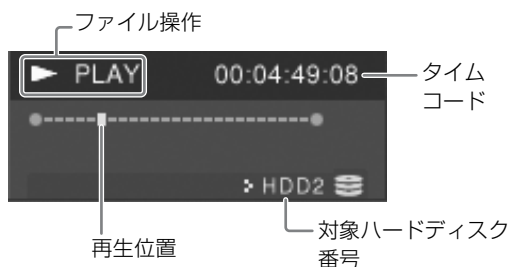 ファイル操作
► PLAY
00:04:49:08
タイム
コード
HDD2
再生位置
対象ハードディスク
番号